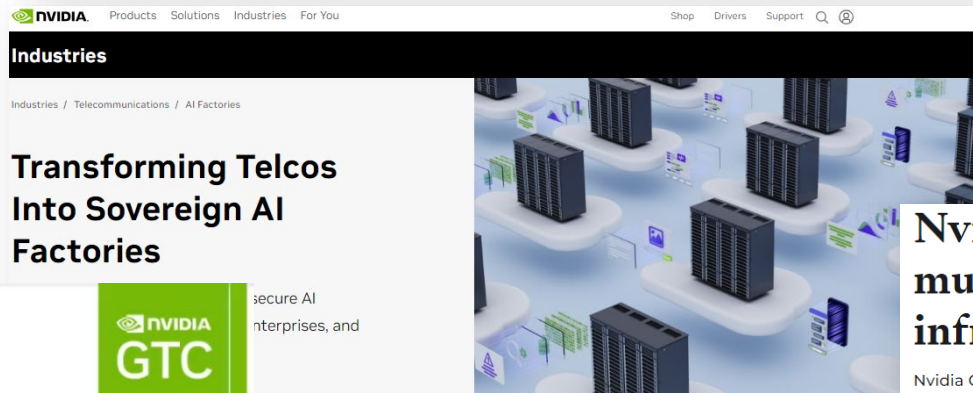 NVIDIA. Products Solutions Industries For You Shop Drivers Support
Industries
Industries / Telecommunications / AI Factories
Transforming Telcos
Into Sovereign AI
Factories
secure AI
nterprises, and
NVIDIA
GTC
Nvi
mu
infr
Nvidia